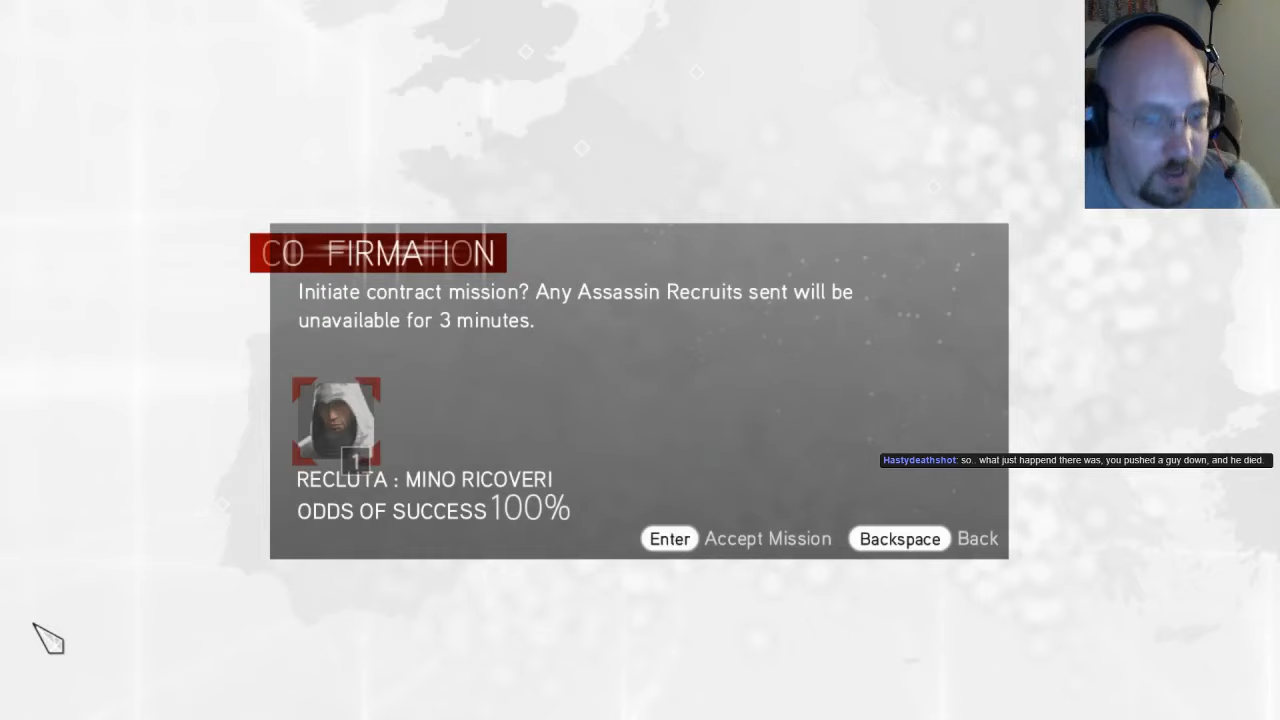 CO FIRMATION
Initiate contract mission? Any Assassin Recruits sent will be
unavailable for 3 minutes.
1
RECLUTA : MINO RICOVERI
ODDS OF SUCCESS 100%
Enter Accept Mission Backspace Back
Hastydeathshot: so.. what just happend there was, you pushed a guy down, and he died.